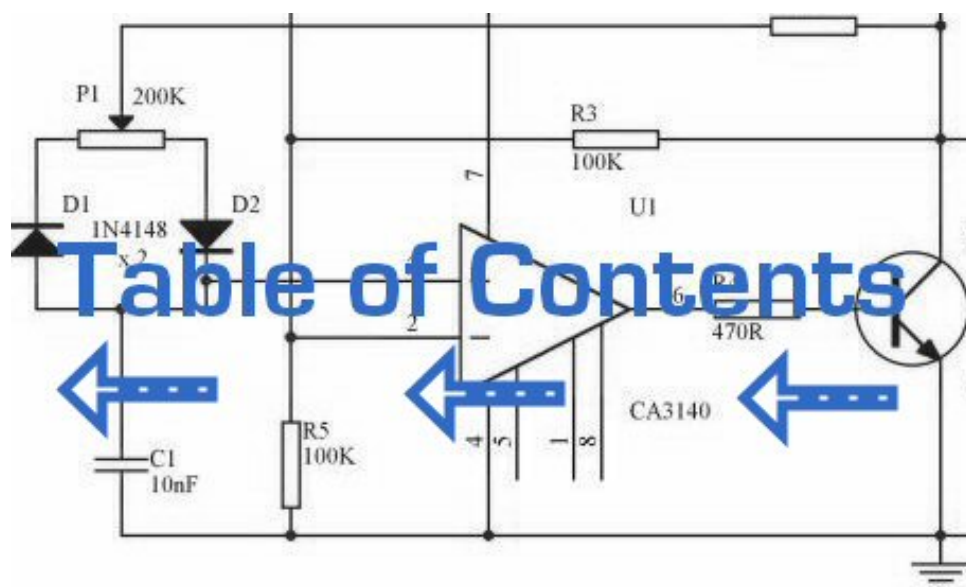 P1 200K
R3
100K
7
U1
D1
D2
1N4148
x 2
Table of Contents
2
6
470R
CA3140
4
5
1
8
R5
100K
C1
10nF